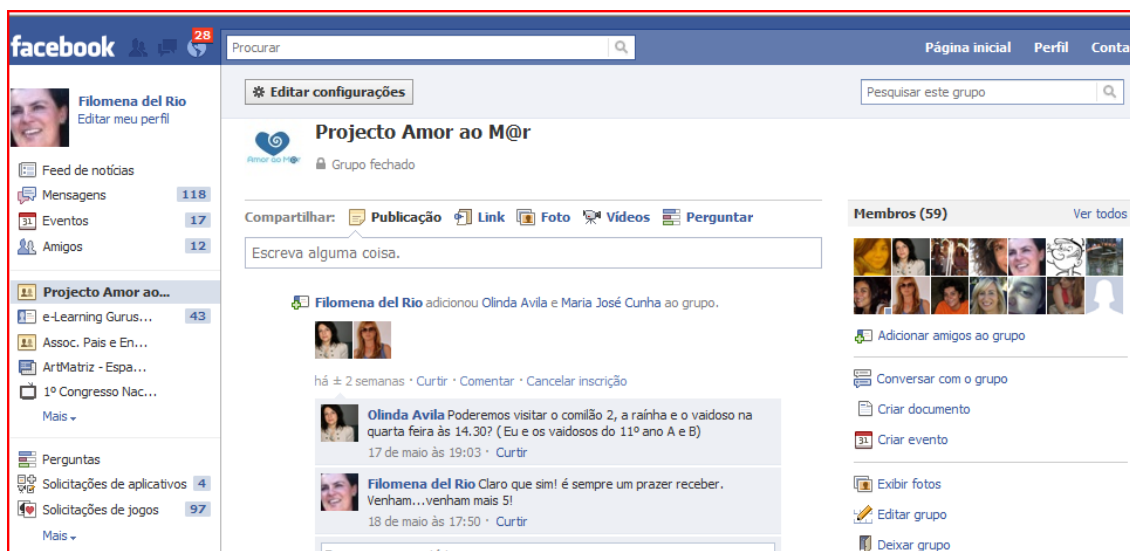 facebook
28
Procurar
Página inicial Perfil Conta
Filomena del Rio
Editar meu perfil
Feed de notícias
Mensagens 118
Eventos 17
Amigos 12
Projecto Amor ao...
e-Learning Gurus... 43
Assoc. Pais e En...
ArtMatriz - Espa...
1º Congresso Nac...
Mais
Perguntas
Solicitações de aplicativos 4
Solicitações de jogos 97
Mais
Editar configurações
Pesquisar este grupo
Amor ao M@r
Projecto Amor ao M@r
Grupo fechado
Compartilhar: Publicação Link Foto Vídeos Perguntar
Escreva alguma coisa.
Filomena del Rio adicionou Olinda Avila e Maria José Cunha ao grupo.
há ± 2 semanas · Curtir · Comentar · Cancelar inscrição
Olinda Avila Poderemos visitar o comilão 2, a raínha e o vaidoso na
quarta feira às 14.30? ( Eu e os vaidosos do 11º ano A e B)
17 de maio às 19:03 · Curtir
Filomena del Rio Claro que sim! é sempre um prazer receber.
Venham...venham mais 5!
18 de maio às 17:50 · Curtir
Membros (59) Ver todos
Adicionar amigos ao grupo
Conversar com o grupo
Criar documento
31 Criar evento
Exibir fotos
Editar grupo
Deixar grupo